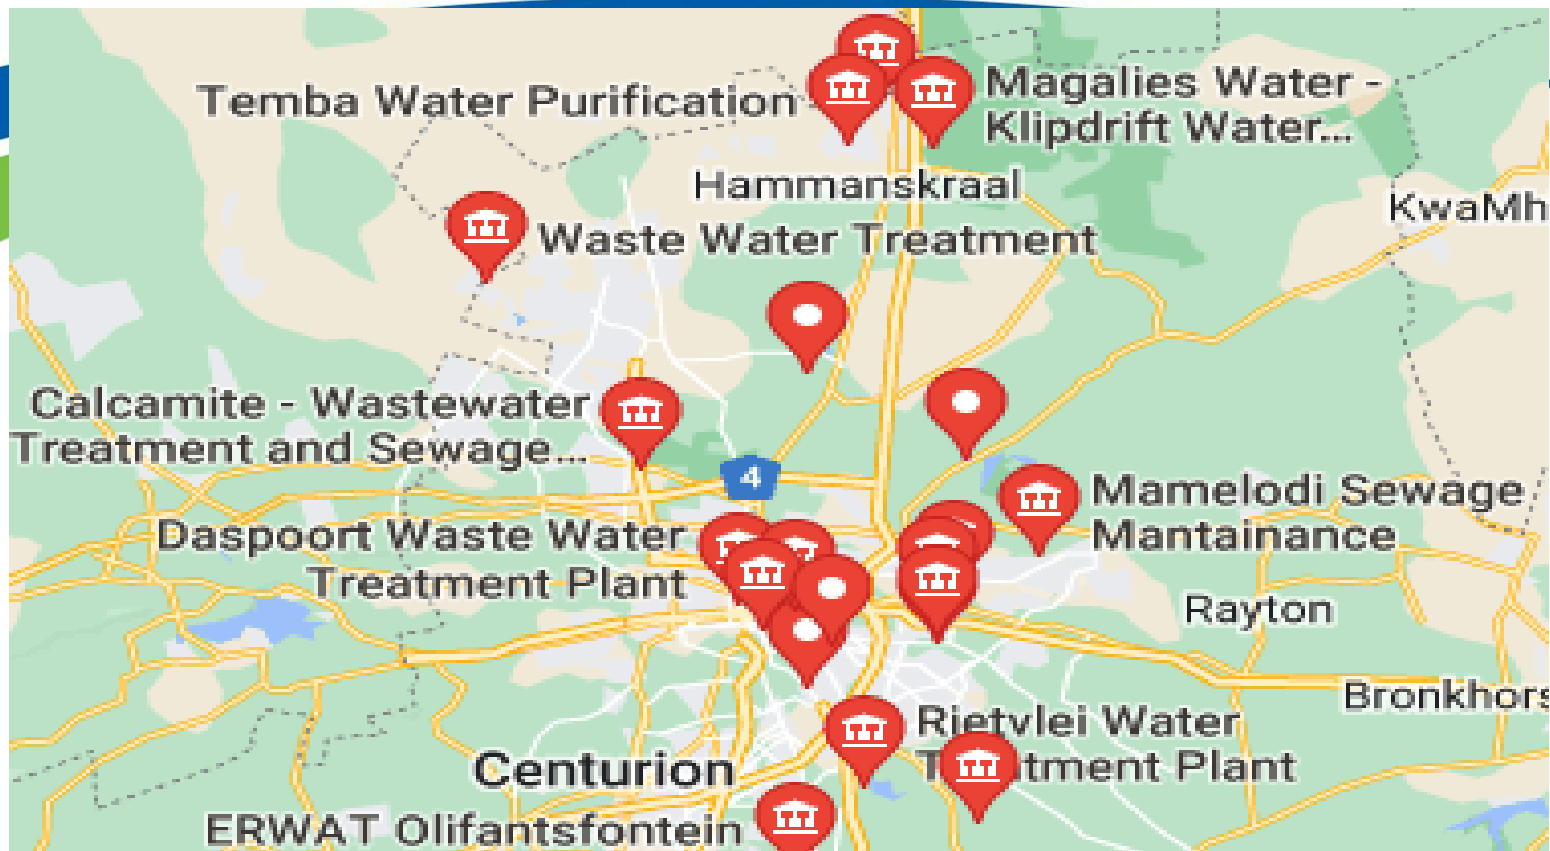 Temba Water Purification
Magalies Water -
Klipdrift Water...
Hammanskraal
KwaMh
Waste Water Treatment
Calcamite - Wastewater
Treatment and Sewage...
4
Mamelodi Sewage
Mantainance
Daspoort Waste Water
Treatment Plant
Rayton
Bronkhors
Rietvlei Water
Centurion
Plant
ERWAT Olifantsfontein